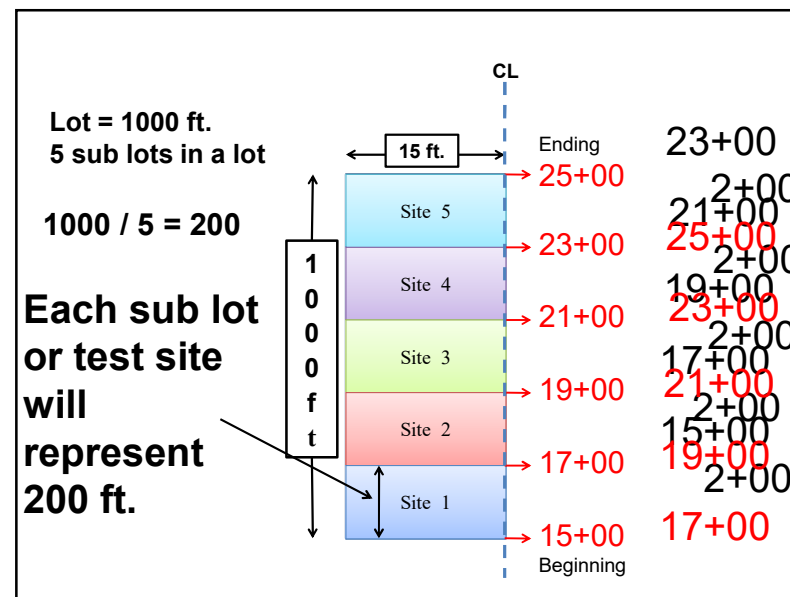 CL
Lot = 1000 ft.
5 sub lots in a lot
1000 / 5 = 200
Each sub lot
or test site
will
represent
200 ft.
15 ft.
1000ft
Site 5
Site 4
Site 3
Site 2
Site 1
Ending
25+00
23+00
21+00
19+00
17+00
15+00
Beginning
23+00
2+00
21+00
25+00
2+00
19+00
23+00
2+00
17+00
21+00
2+00
15+00
19+00
2+00
17+00